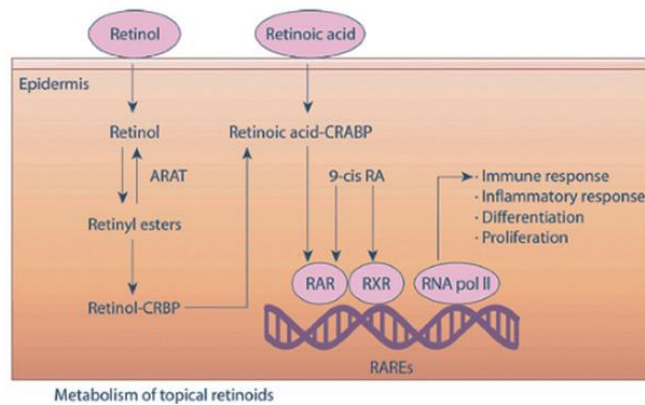 Retinol
Retinoic acid
Epidermis
Retinol
Retinoic acid-CRABP
ARAT
9-cis RA
Retinyl esters
· Immune response
· Inflammatory response
· Differentiation
· Proliferation
Retinol-CRBP
RAR
RXR
RNA pol II
RAREs
Metabolism of topical retinoids